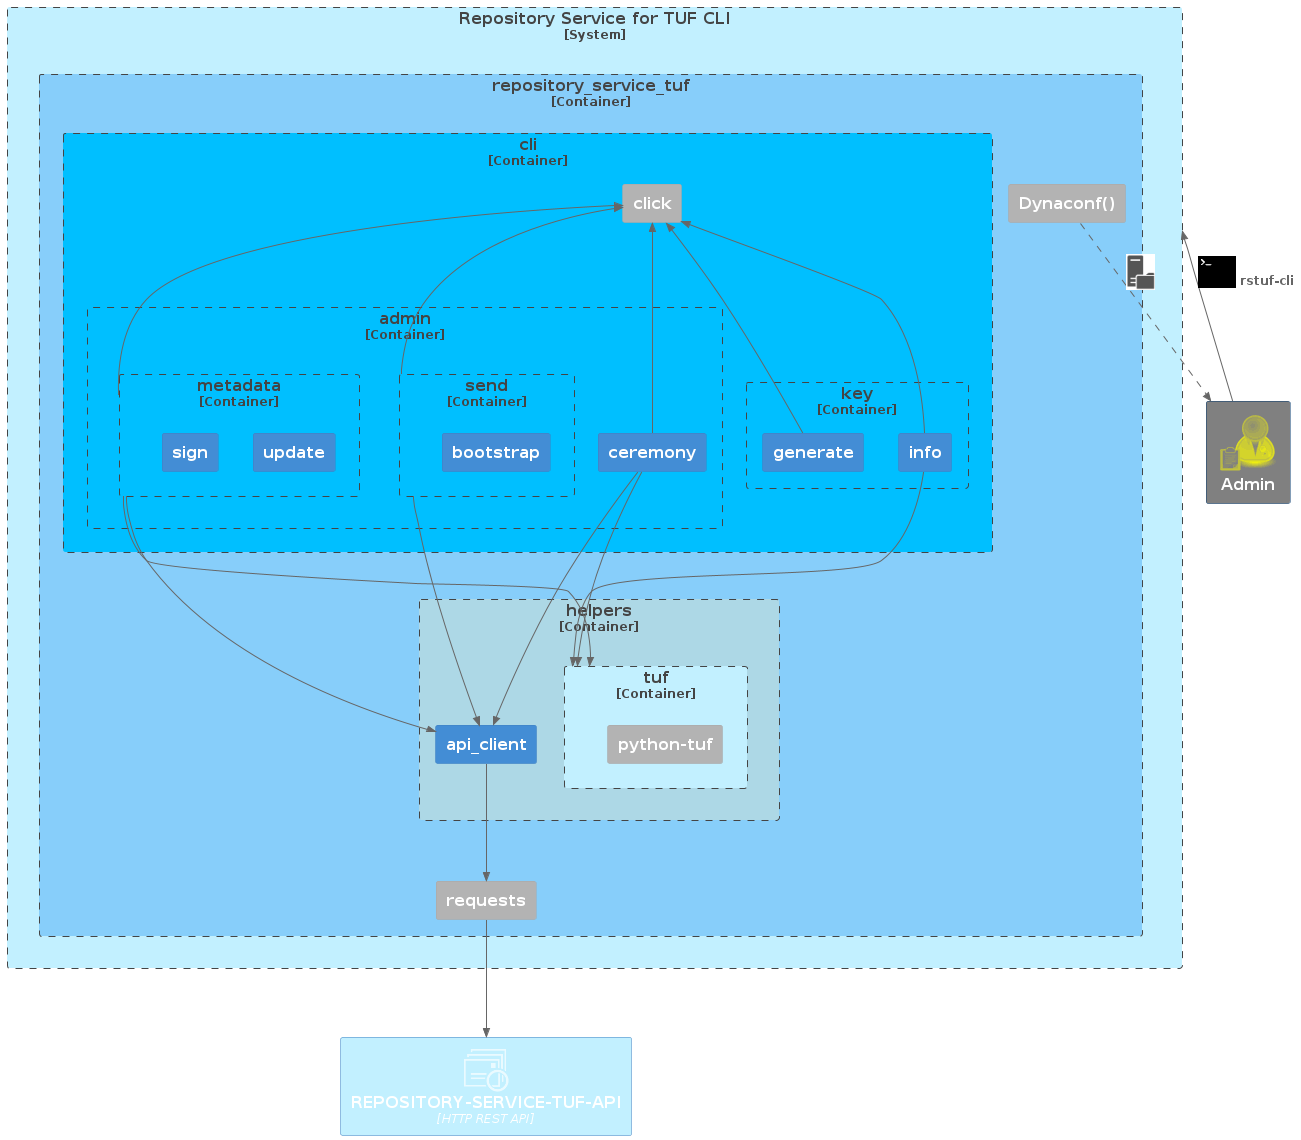 Repository Service for TUF CLI
[System]
repository_service_tuf
[Container]
cli
[Container]
click
Dynaconf()
rstuf-cli
admin
[Container]
metadata
[Container]
send
[Container]
key
[Container]
sign
update
bootstrap
ceremony
generate
info
Admin
helpers
[Container]
tuf
[Container]
api_client
python-tuf
requests
REPOSITORY-SERVICE-TUF-API
[HTTP REST API]